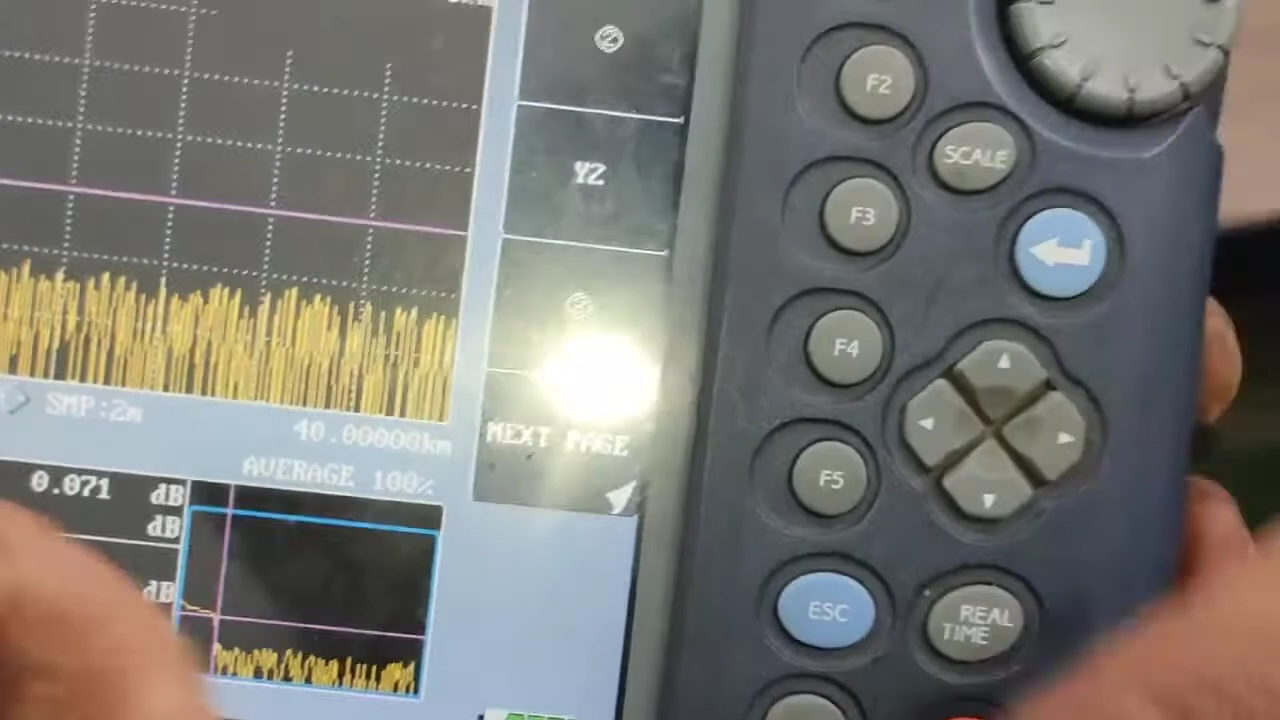 ②
F2
SCALE
Y2
F3
F4
SMP:2m
40.00000km
NEXT PAGE
AVERAGE 100%
F5
0.071 dB
dB
dB
ESC
REAL
TIME